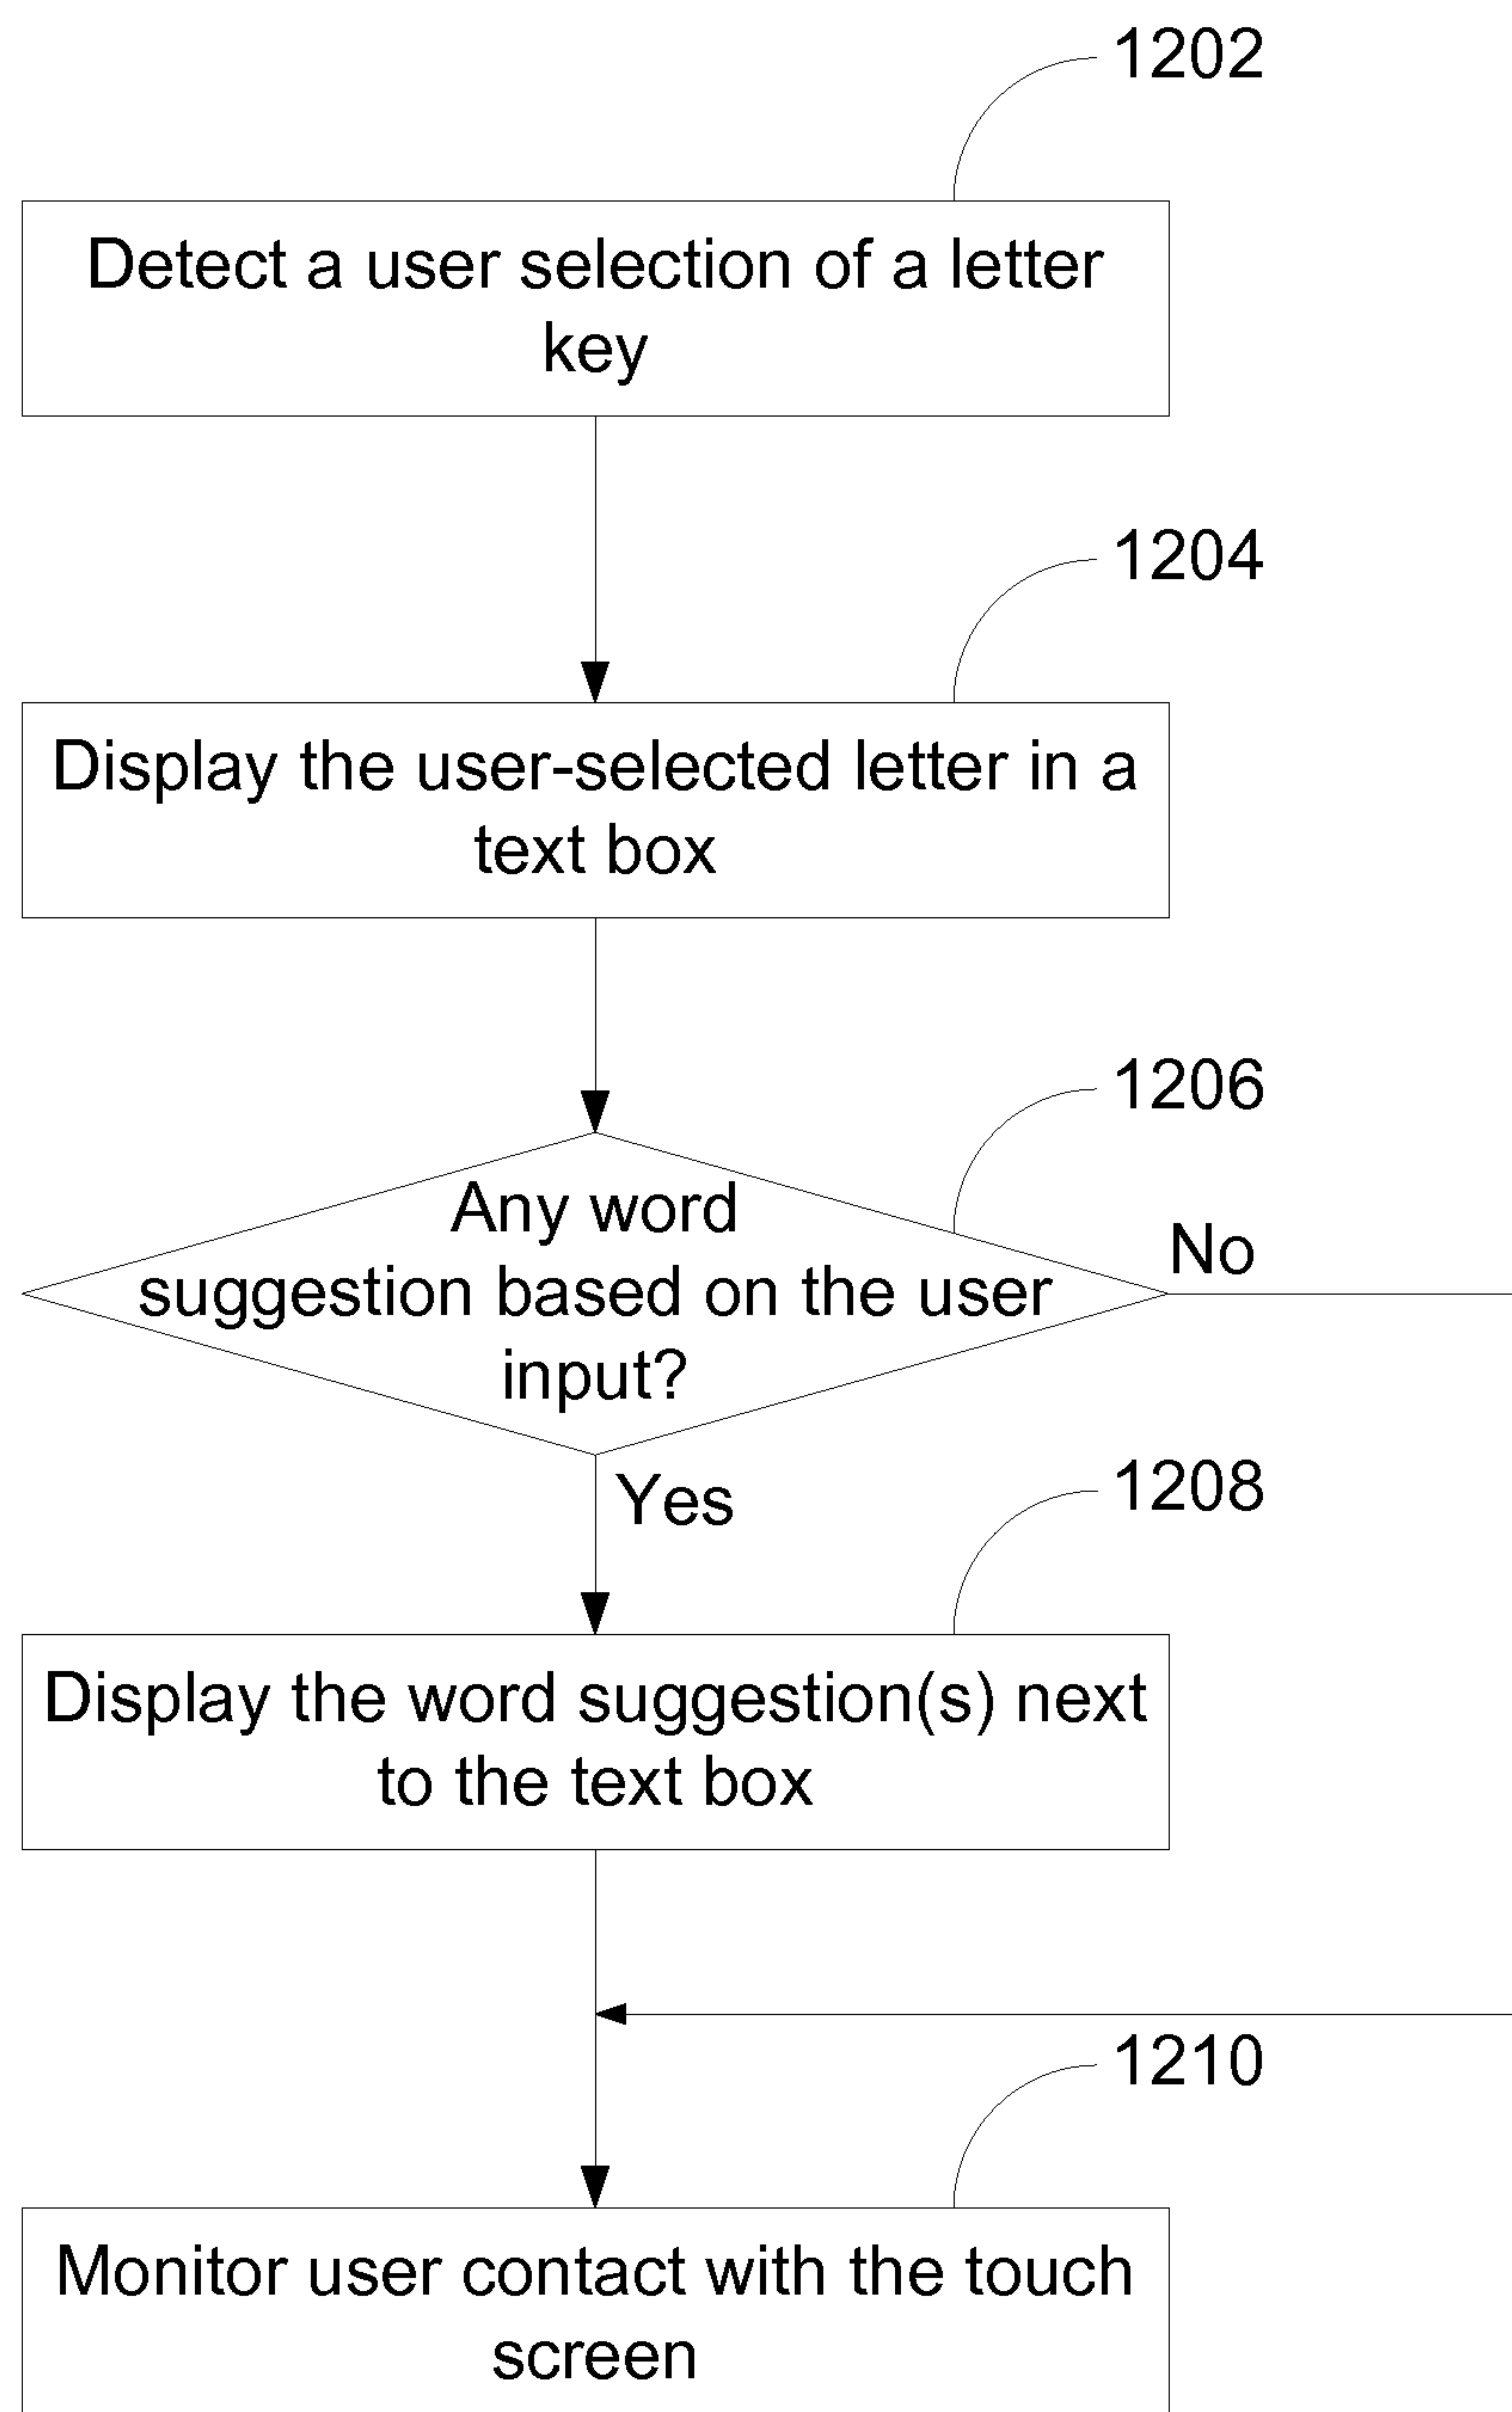 1202
Detect a user selection of a letter
key
1204
Display the user-selected letter in a
text box
1206
Any word
suggestion based on the user
input?
No
Yes
1208
Display the word suggestion(s) next
to the text box
1210
Monitor user contact with the touch
screen